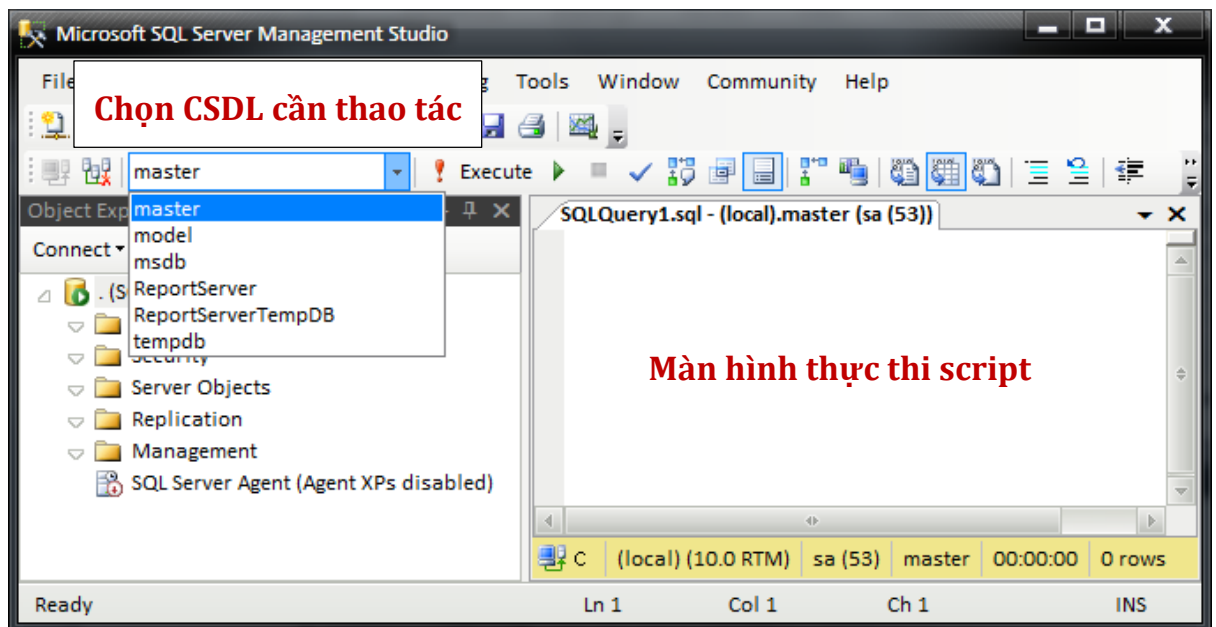 Microsoft SQL Server Management Studio
File Tools Window Community Help
Chọn CSDL cần thao tác
master Execute
Object Exp
master
SQLQuery1.sql - (local).master (sa (53))
Connect
model
msdb
. (S
ReportServer
ReportServerTempDB
tempdb
Security
Server Objects
Replication
Management
SQL Server Agent (Agent XPs disabled)
Màn hình thực thi script
C (local) (10.0 RTM) sa (53) master 00:00:00 0 rows
Ready Ln 1 Col 1 Ch 1 INS